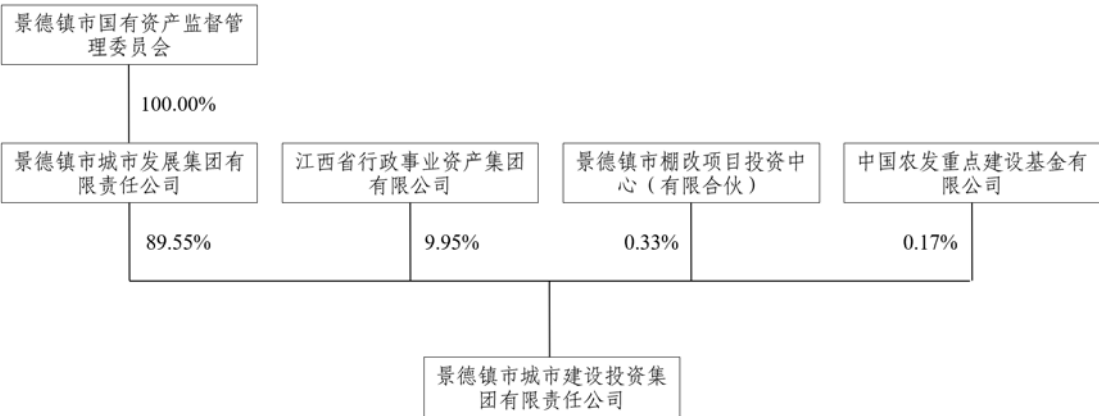 景德镇市国有资产监督管
理委员会
100.00%
景德镇市城市发展集团有
限责任公司
江西省行政事业资产集团
有限公司
景德镇市棚改项目投资中
心（有限合伙）
中国农发重点建设基金有
限公司
89.55%
9.95%
0.33%
0.17%
景德镇市城市建设投资集
团有限责任公司